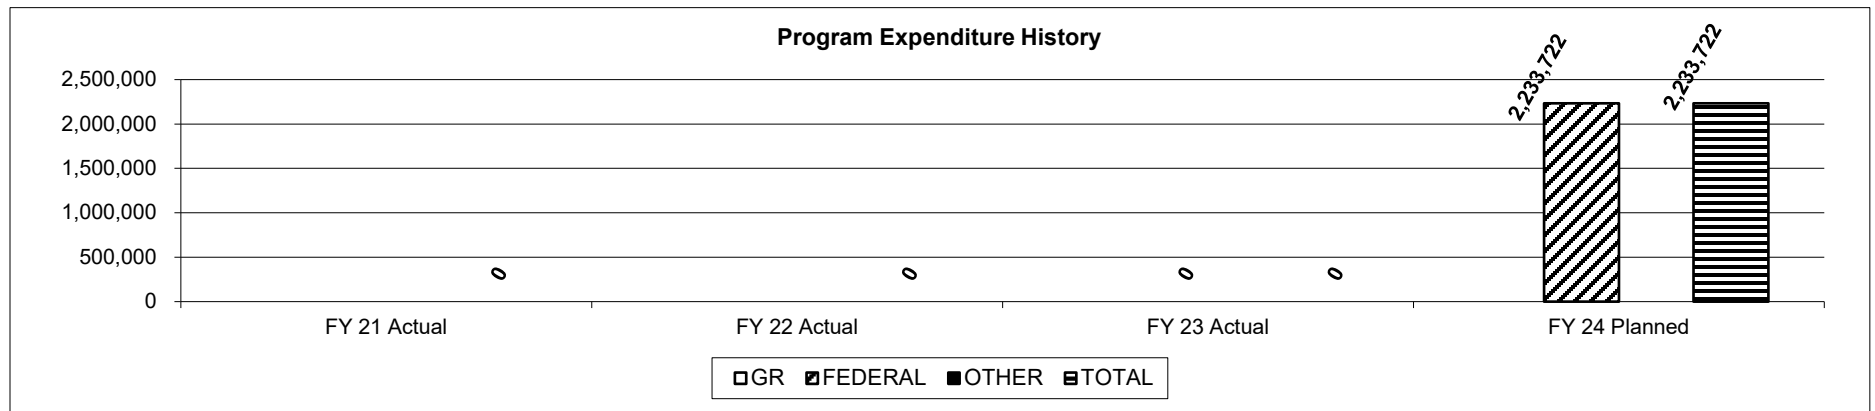 Program Expenditure History
2,500,000
2,000,000
1,500,000
1,000,000
500,000
0
0
0
0
0
2,233,722
2,233,722
FY 21 Actual
FY 22 Actual
FY 23 Actual
FY 24 Planned
GR FEDERAL OTHER TOTAL